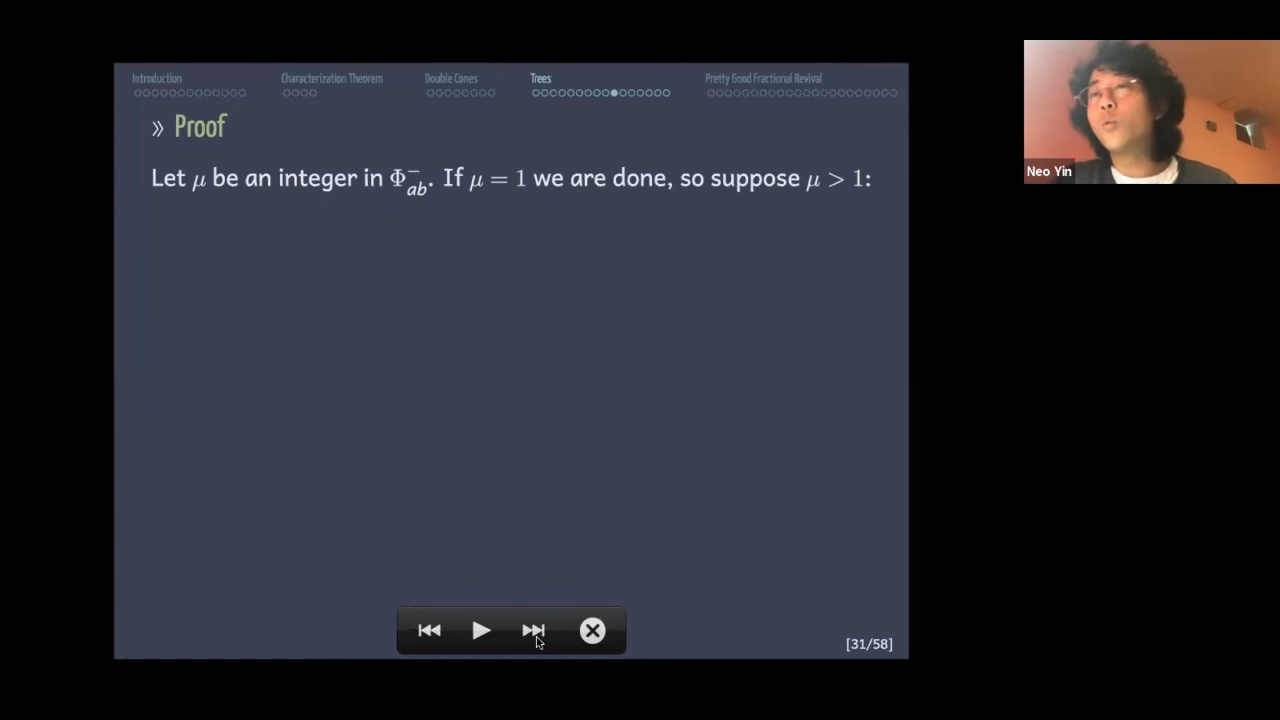 Introduction Characterization Theorem Double Cones Trees Pretty Good Fractional Revival
» Proof
Let μ be an integer in Φ⁻ab. If μ = 1 we are done, so suppose μ > 1:
[31/58]
Neo Yin